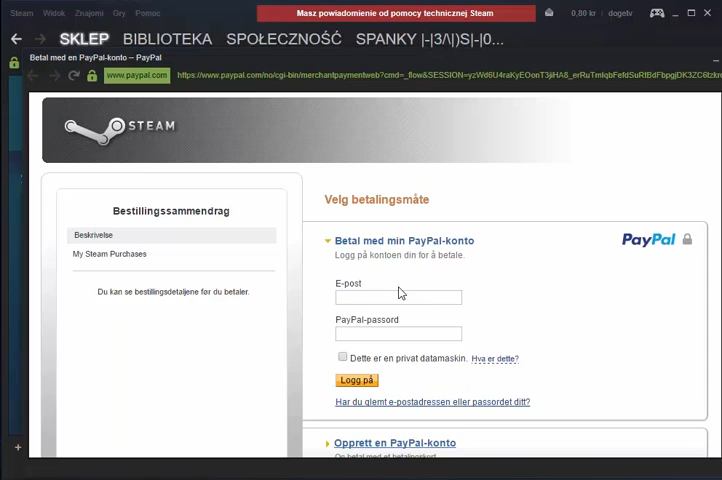 Steam Widok Znajomi Gry Pomoc
Masz powiadomienie od pomocy technicznej Steam
0,80 kr dogetv
SKLEP BIBLIOTEKA SPOŁECZNOŚĆ SPANKY |-|3/\|)S|-|0...
Betal med en PayPal-konto -- PayPal
www.paypal.com
STEAM
Velg betalingsmåte
Bestillingssammendrag
Beskrivelse
My Steam Purchases
Du kan se bestillingsdetaljene før du betaler.
Betal med min PayPal-konto
PayPal
Logg på kontoen din for å betale.
E-post
PayPal-passord
Dette er en privat datamaskin. Hva er dette?
Logg på
Har du glemt e-postadressen eller passordet ditt?
Opprett en PayPal-konto